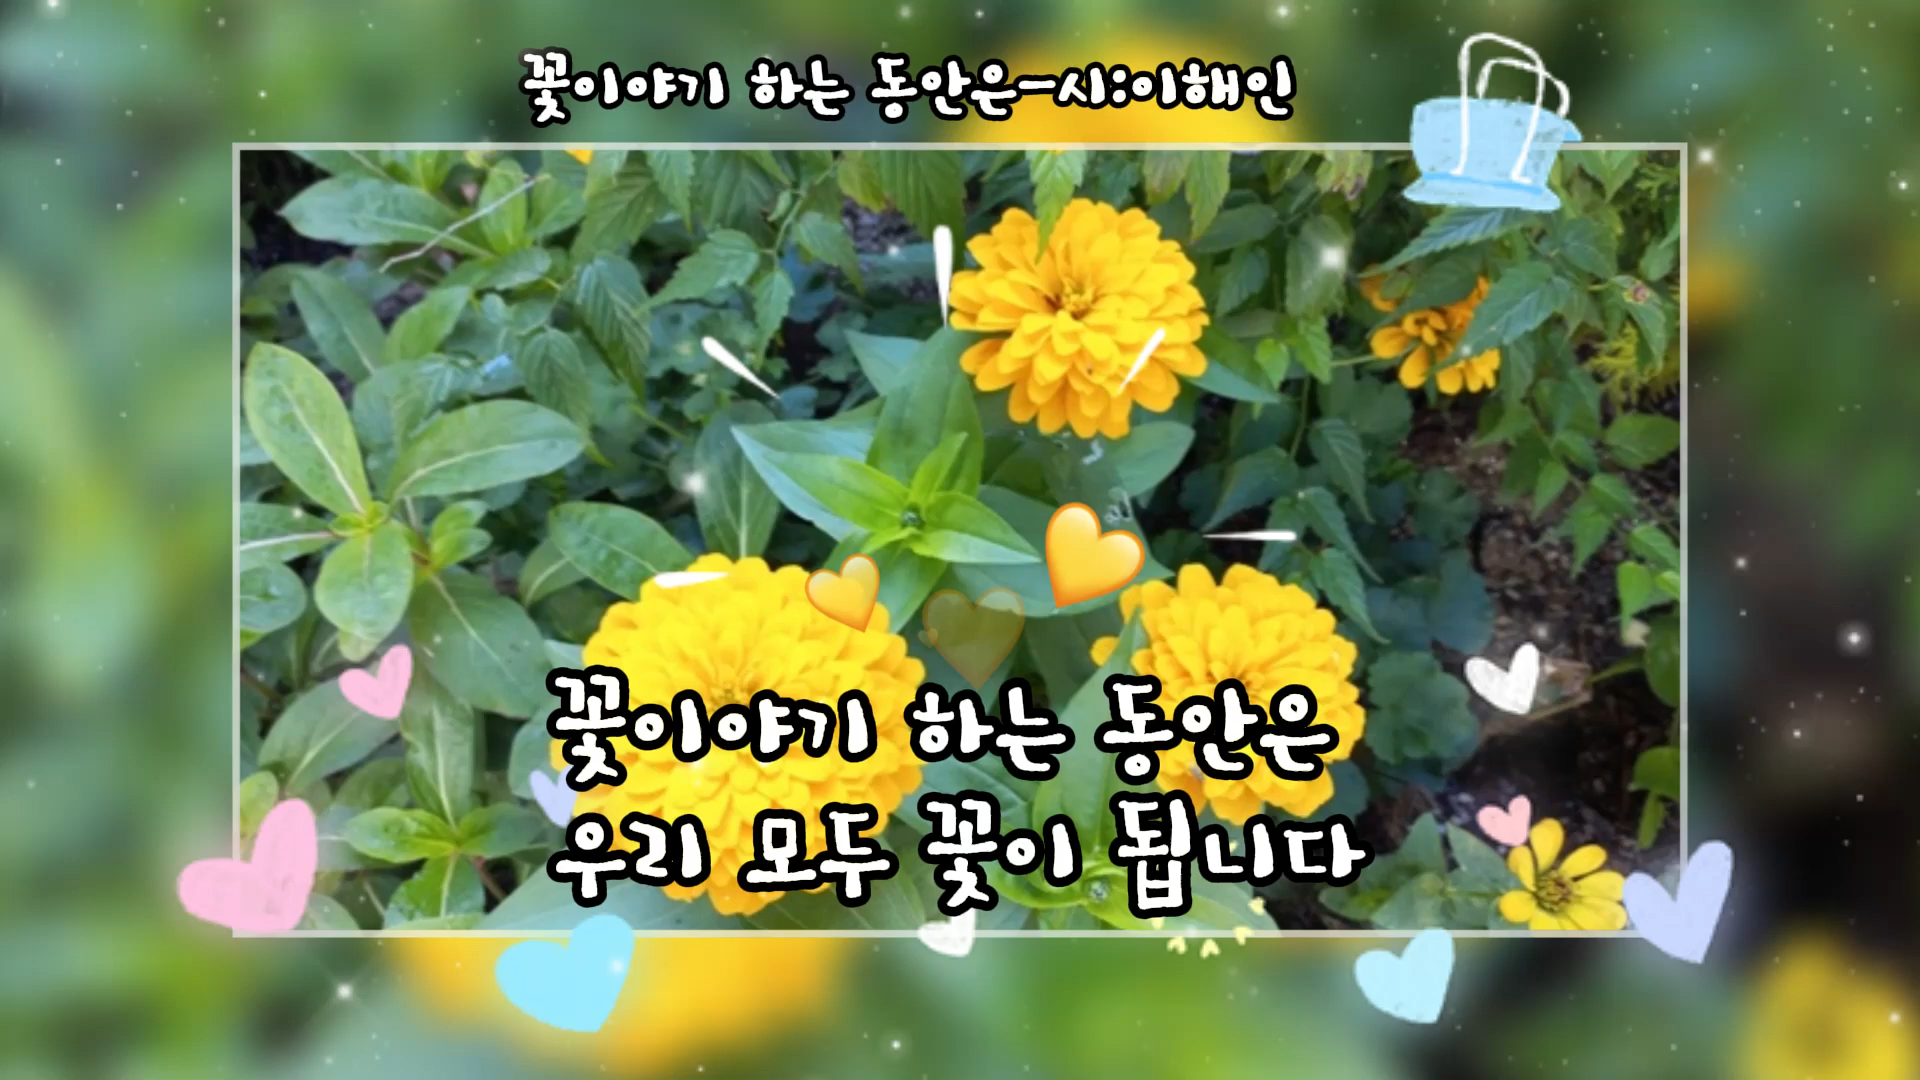 꽃이야기 하는 동안은-시:이해인
꽃이야기 하는 동안은
우리 모두 꽃이 됩니다